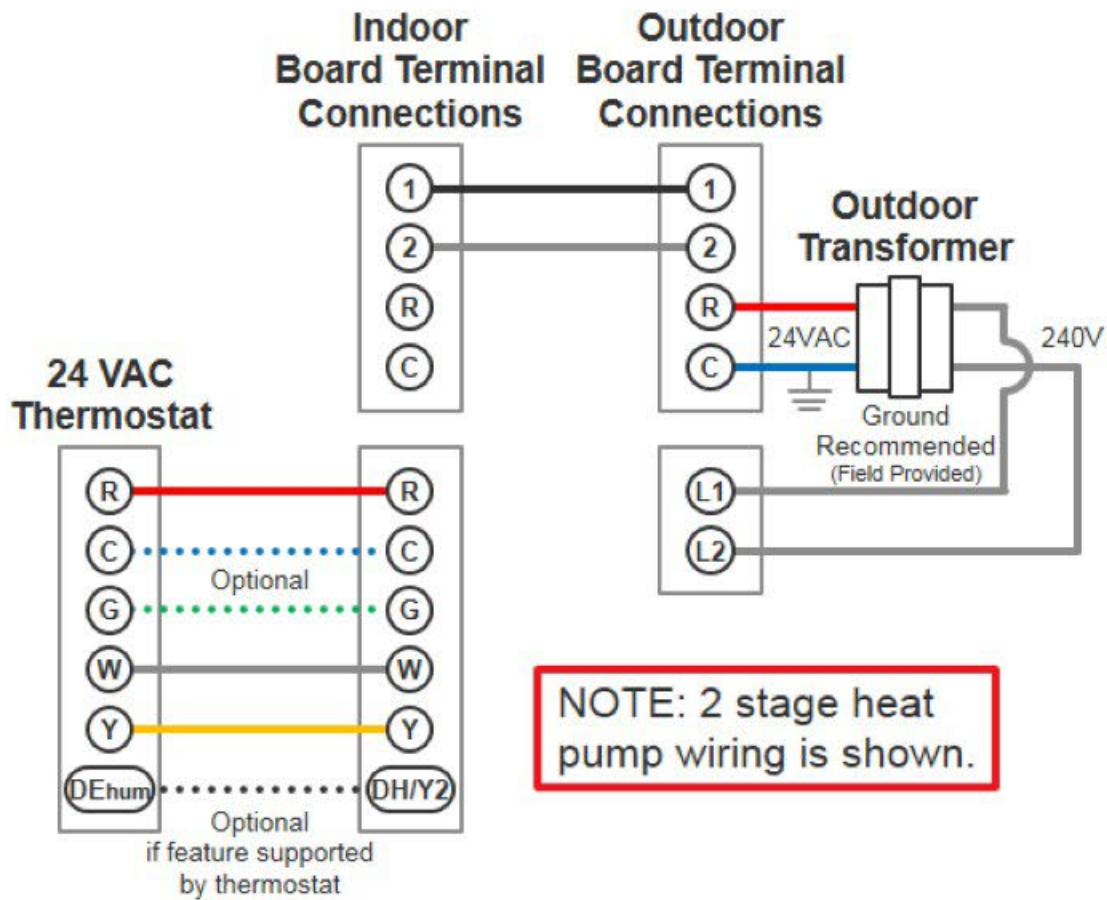 Indoor
Board Terminal
Connections
Outdoor
Board Terminal
Connections
1
2
R
C
1
2
R
C
Outdoor
Transformer
24VAC
240V
Ground
Recommended
(Field Provided)
L1
L2
24 VAC
Thermostat
R
C
G
W
Y
DEhum
Optional
Optional
if feature supported
by thermostat
R
C
G
W
Y
DH/Y2
NOTE: 2 stage heat
pump wiring is shown.